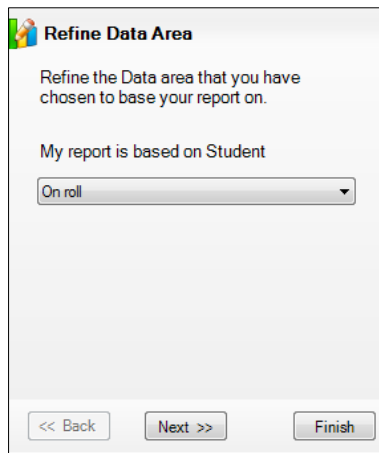 Refine Data Area
Refine the Data area that you have
chosen to base your report on.
My report is based on Student
On roll
<< Back Next >> Finish